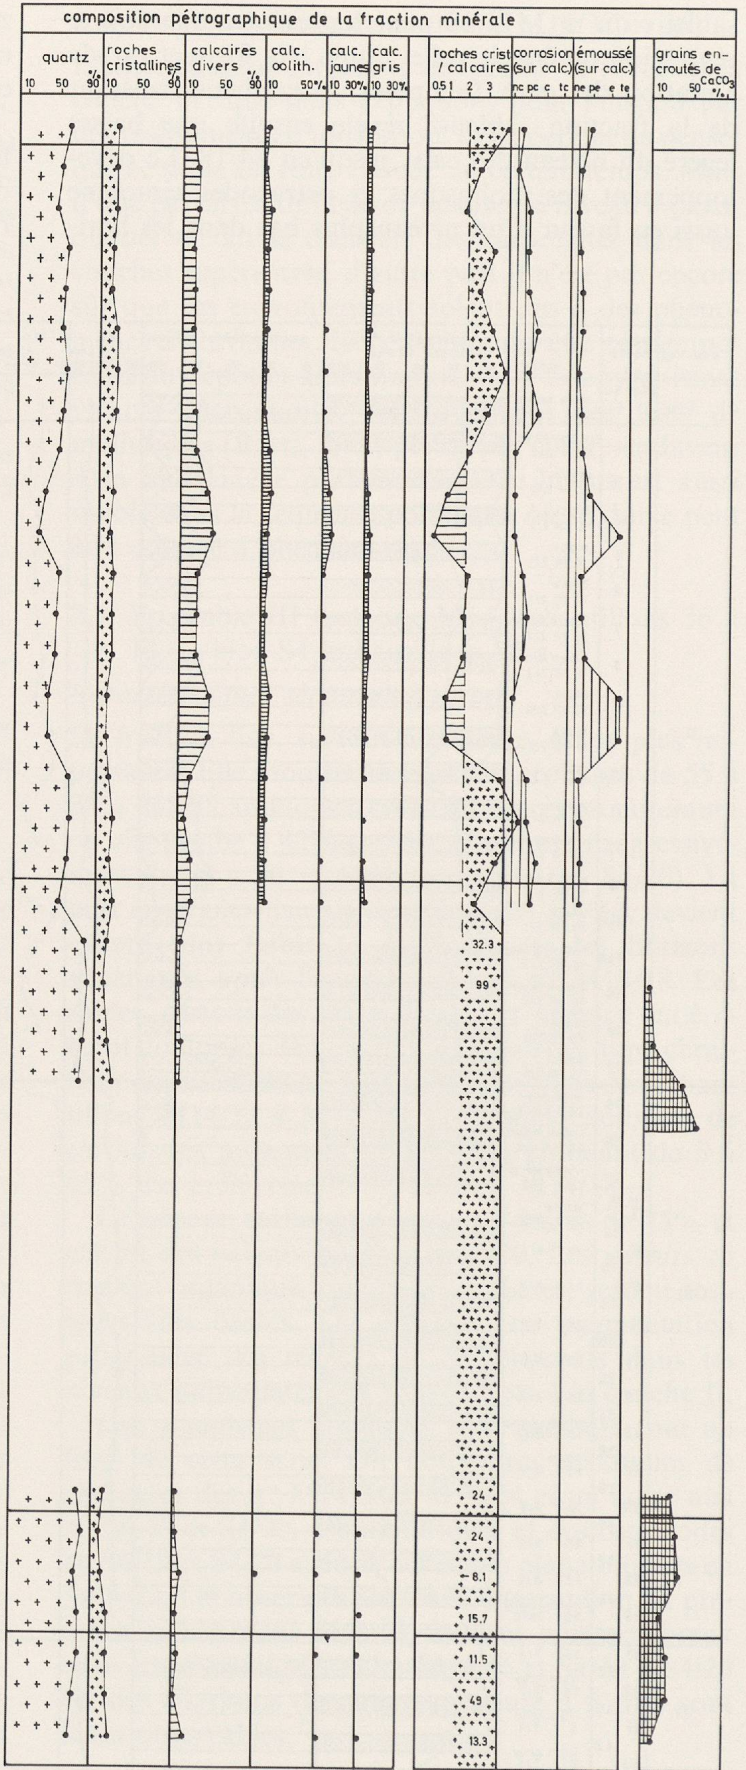 composition pétrographique de la fraction minérale
quartz
roches cristallines
calcaires divers
calc. oolith.
calc. jaunes
calc. gris
roches crist / calcaires
corrosion (sur calc)
émoussé (sur calc)
grains en-croutés de CaCO3
10 50 90 %
10 50 90 %
10 50 90 %
10 50%
10 30%
10 30%
0.5 1 2 3
nc pc c tc
ne pe e te
10 50 %
32.3
99
24
24
8.1
15.7
11.5
49
13.3